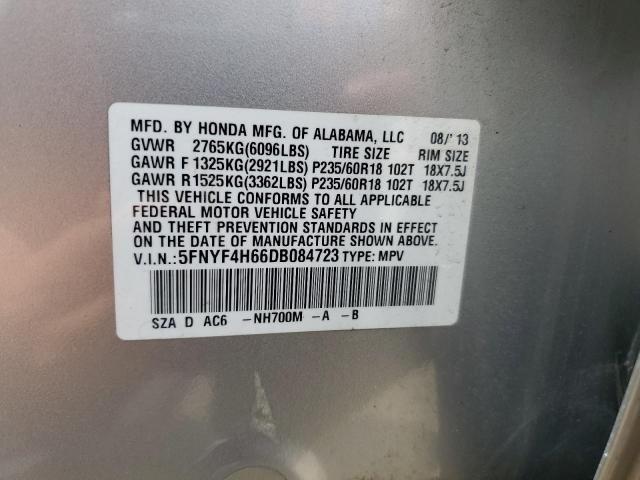 MFD. BY HONDA MFG. OF ALABAMA, LLC 08/'13
GVWR 2765KG(6096LBS) TIRE SIZE RIM SIZE
GAWR F 1325KG(2921LBS) P235/60R18 102T 18X7.5J
GAWR R 1525KG(3362LBS) P235/60R18 102T 18X7.5J
THIS VEHICLE CONFORMS TO ALL APPLICABLE
FEDERAL MOTOR VEHICLE SAFETY
AND THEFT PREVENTION STANDARDS IN EFFECT
ON THE DATE OF MANUFACTURE SHOWN ABOVE.
V.I.N.:5FNYF4H66DB084723 TYPE: MPV
SZA D AC6 -NH700M -A -B